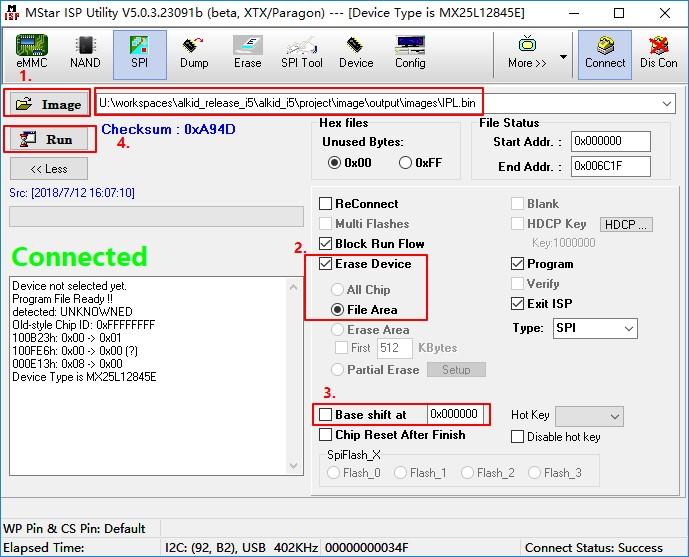 MStar ISP Utility V5.0.3.23091b (beta, XTX/Paragon) --- [Device Type is MX25L12845E]
eMMC NAND SPI Dump Erase SPI Tool Device Config More >> Connect Dis Con
1.
Image U:\workspaces\alkid_release_i5\alkid_i5\project\image\output\images\IPL.bin
Run Checksum : 0xA94D
4.
<< Less
Src: [2018/7/12 16:07:10]
Hex files
Unused Bytes:
0x00 0xFF
File Status
Start Addr. : 0x000000
End Addr. : 0x006C1F
Connected
Device not selected yet.
Program File Ready !!
detected: UNKNOWNED
Old-style Chip ID: 0xFFFFFFFF
100B23h: 0x00 -> 0x01
100FE6h: 0x00 -> 0x00 (?)
000E13h: 0x08 -> 0x00
Device Type is MX25L12845E
ReConnect
Multi Flashes
Block Run Flow
2.
Erase Device
All Chip
File Area
Erase Area
First 512 KBytes
Partial Erase Setup
3.
Base shift at 0x000000
Chip Reset After Finish
Blank
HDCP Key HDCP ...
Key:1000000
Program
Verify
Exit ISP
Type: SPI
Hot Key
Disable hot key
SpiFlash_X
Flash_0 Flash_1 Flash_2 Flash_3
WP Pin & CS Pin: Default
Elapsed Time: I2C: (92, B2), USB 402KHz 00000000034F Connect Status: Success